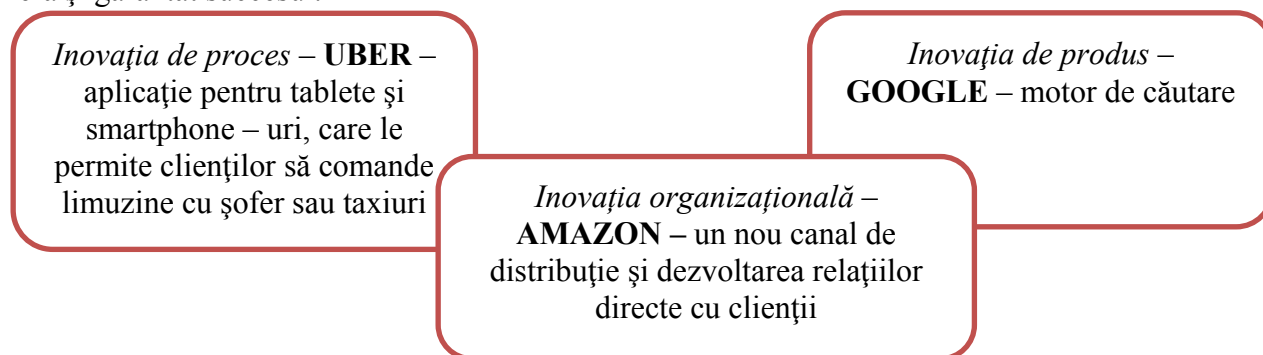 Inovaţia de proces – UBER –
aplicaţie pentru tablete şi
smartphone – uri, care le
permite clienţilor să comande
limuzine cu şofer sau taxiuri
Inovaţia de produs –
GOOGLE – motor de căutare
Inovația organizațională –
AMAZON – un nou canal de
distribuţie şi dezvoltarea relaţiilor
directe cu clienţii